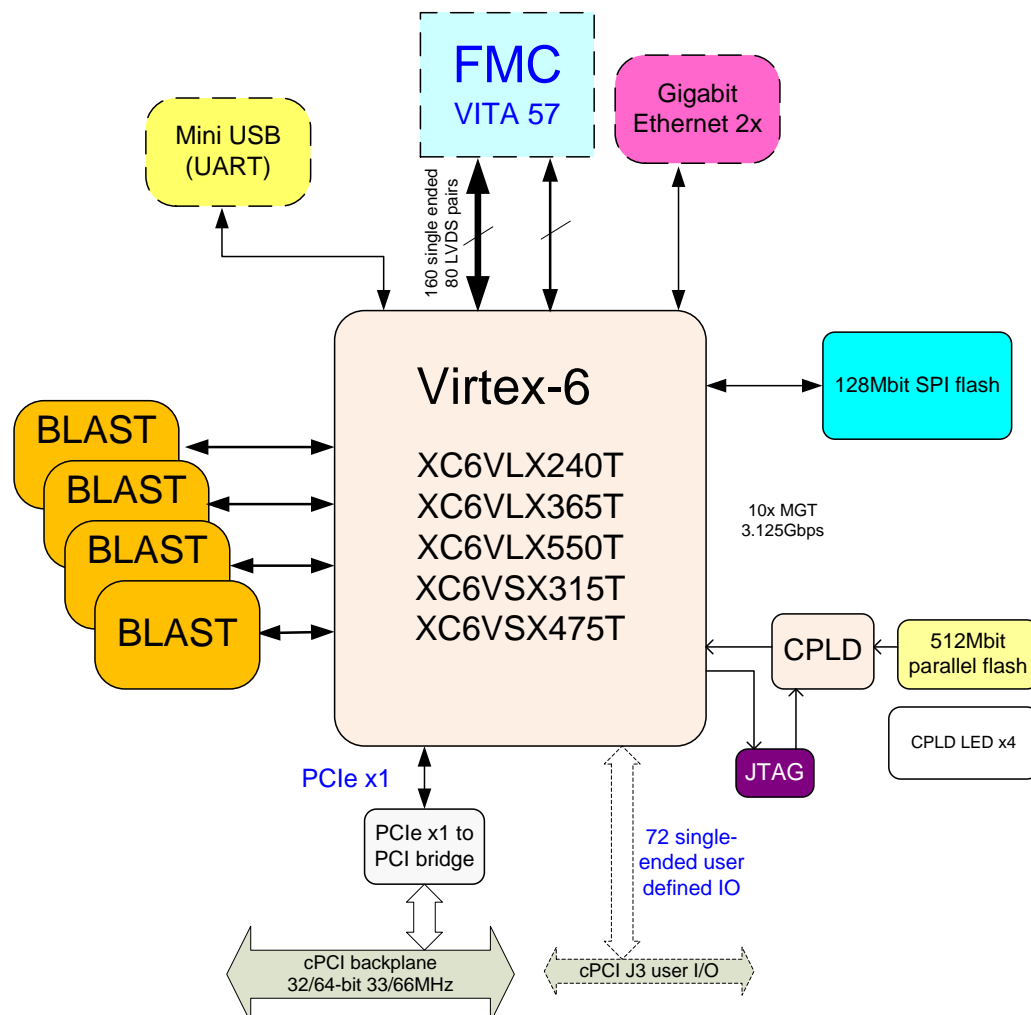 FMC
VITA 57
Gigabit
Ethernet 2x
Mini USB
(UART)
160 single ended
80 LVDS pairs
Virtex-6
128Mbit SPI flash
BLAST
BLAST
BLAST
BLAST
XC6VLX240T
XC6VLX365T
XC6VLX550T
XC6VSX315T
XC6VSX475T
10x MGT
3.125Gbps
CPLD
512Mbit
parallel flash
CPLD LED x4
JTAG
PCIe x1
PCIe x1 to
PCI bridge
72 single-
ended user
defined IO
cPCI backplane
32/64-bit 33/66MHz
cPCI J3 user I/O